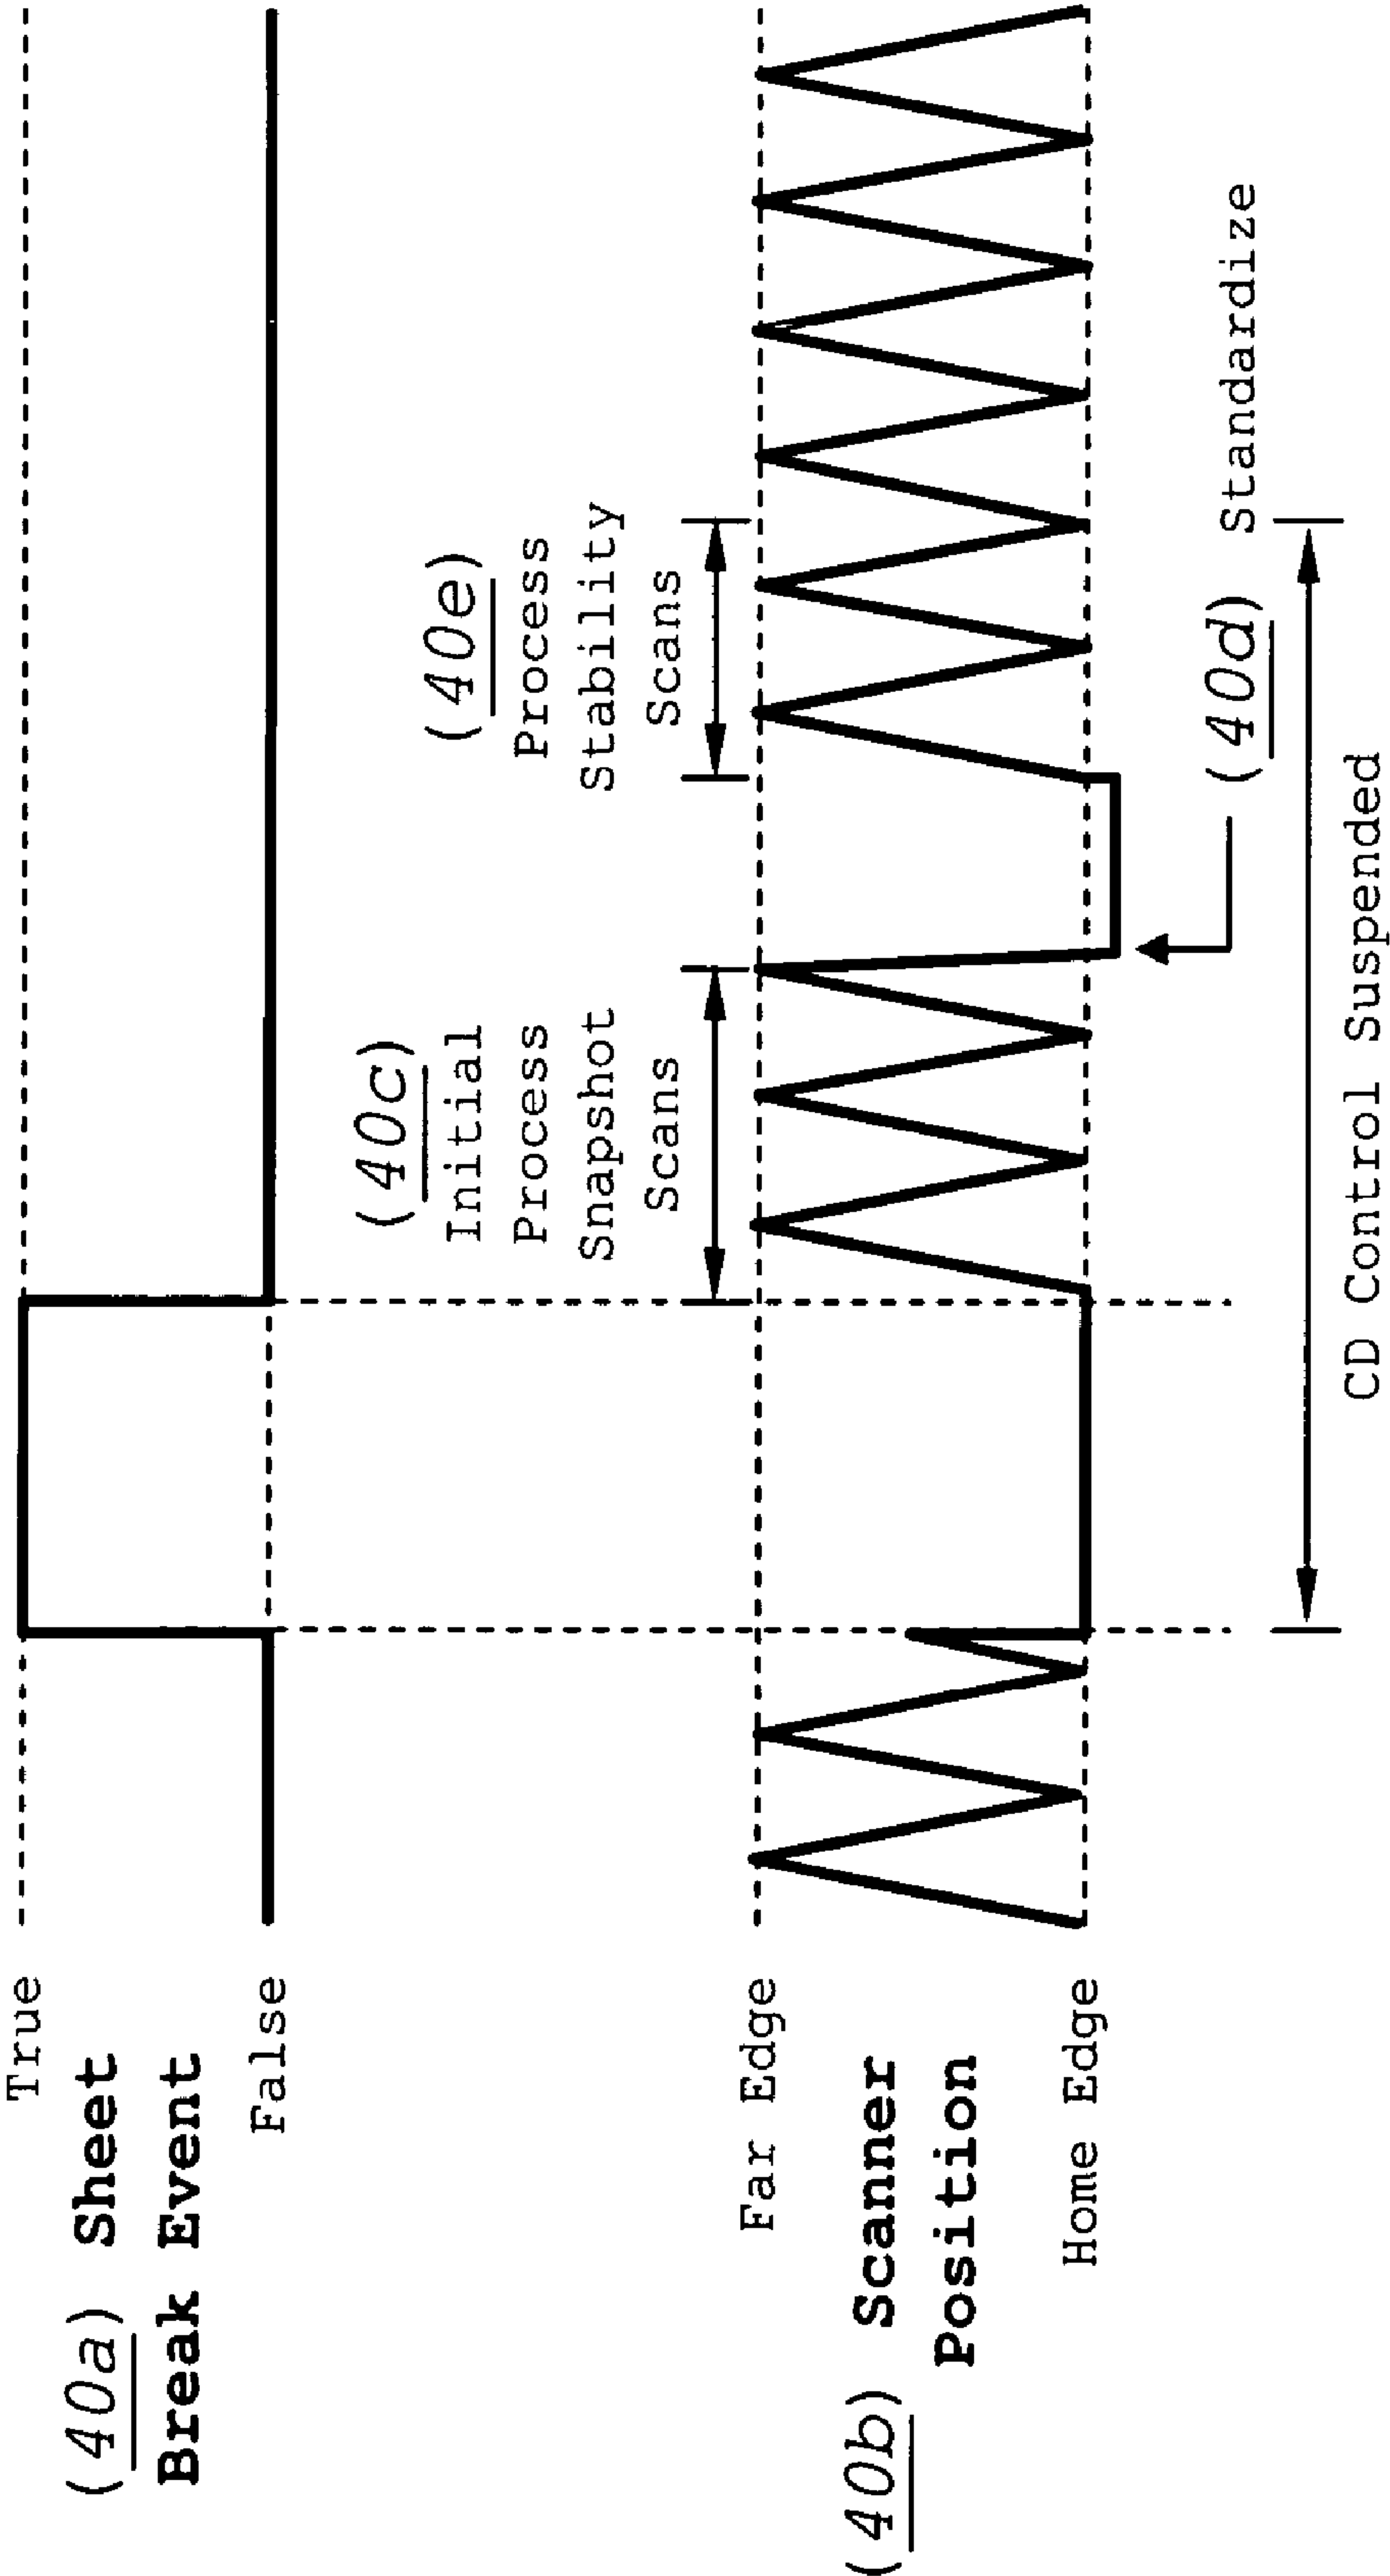 True
(40a) Sheet
Break Event
False
(40c)
Initial
Process
Snapshot
Scans
(40e)
Process
Stability
Scans
Far Edge
(40b) Scanner
Position
Home Edge
(40d) Standardize
CD Control Suspended